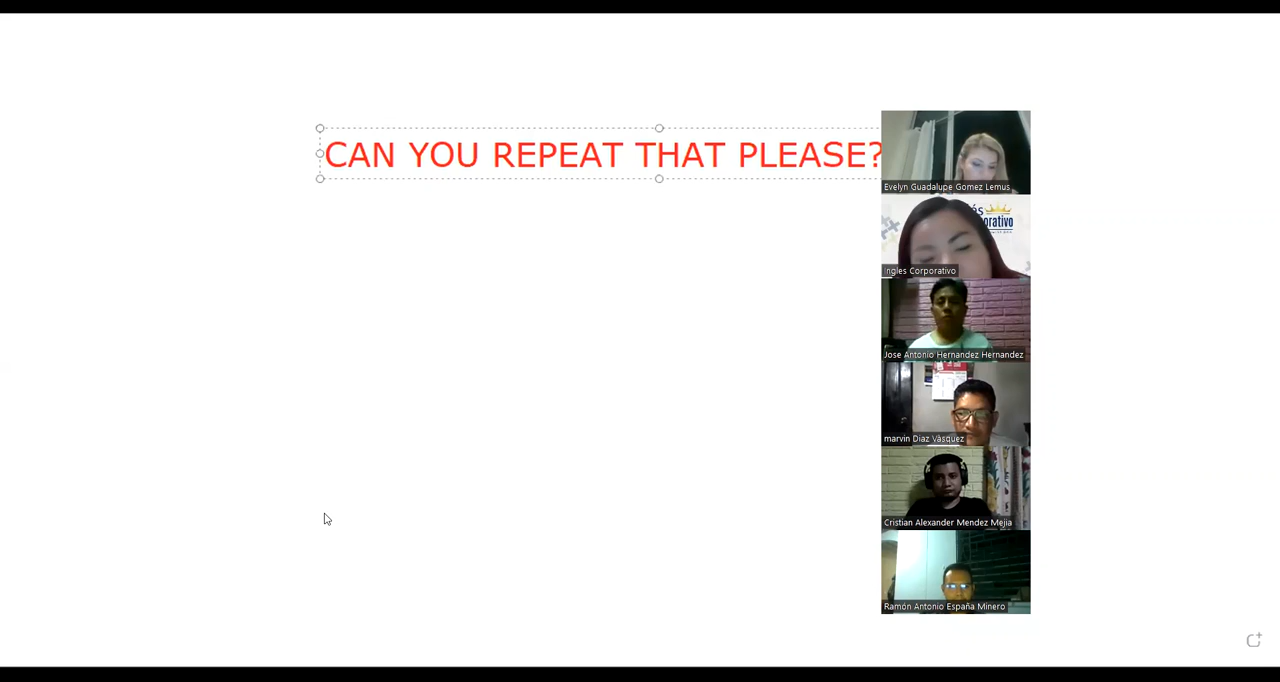 CAN YOU REPEAT THAT PLEASE?
Evelyn Guadalupe Gomez Lemus
Ingles Corporativo
Jose Antonio Hernandez Hernandez
marvin Diaz Vàsquez
Cristian Alexander Mendez Mejia
Ramón Antonio España Minero